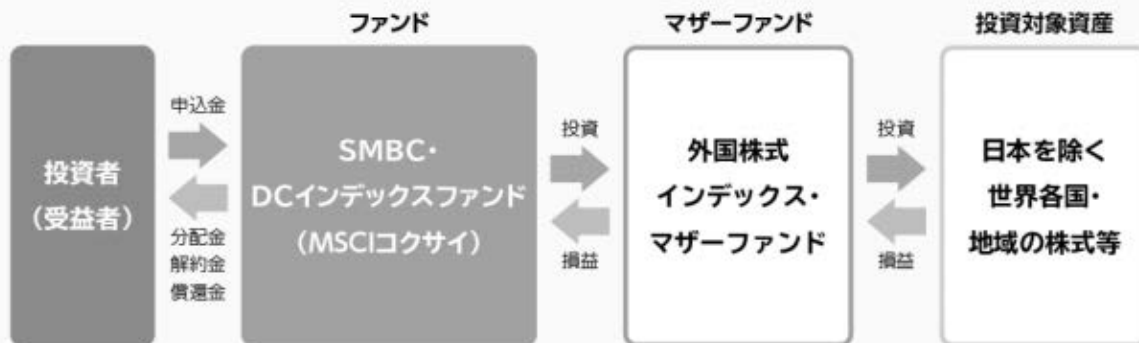 ファンド
マザーファンド
投資対象資産
投資者
（受益者）
申込金
分配金
解約金
償還金
SMBC・
DCインデックスファンド
（MSCIコクサイ）
投資
損益
外国株式
インデックス・
マザーファンド
投資
損益
日本を除く
世界各国・
地域の株式等